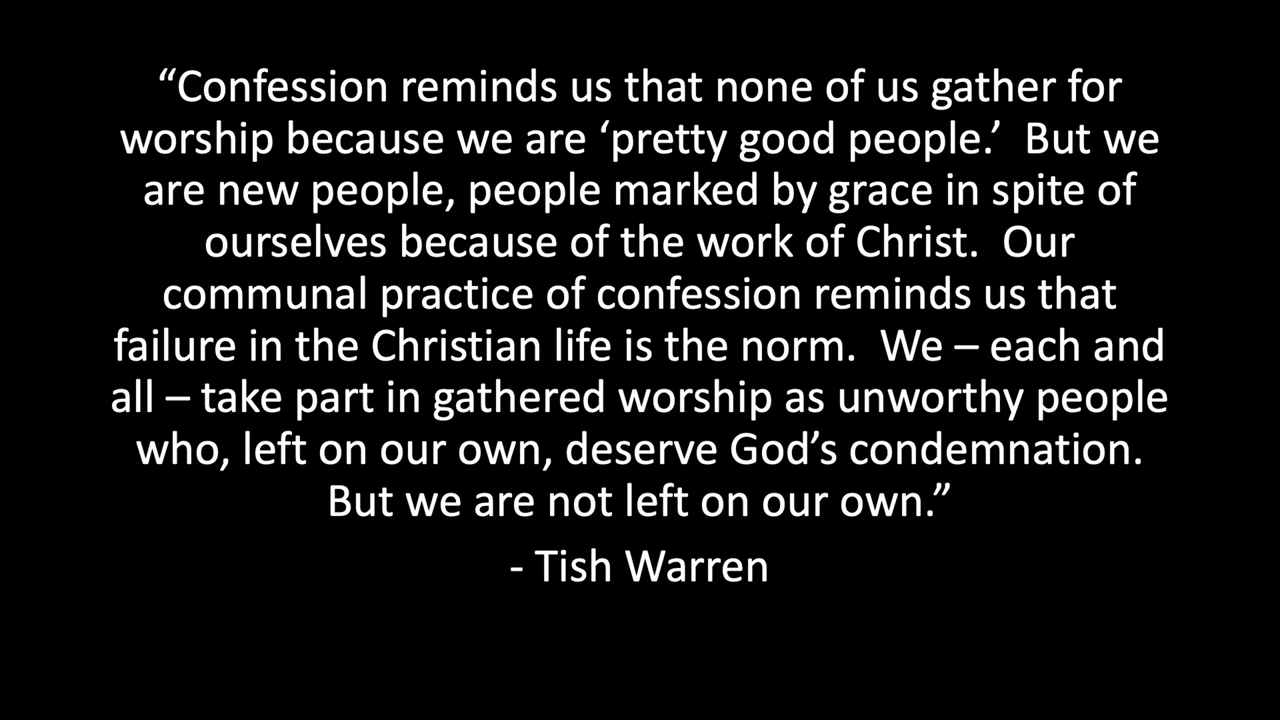 “Confession reminds us that none of us gather for
worship because we are ‘pretty good people.’  But we
are new people, people marked by grace in spite of
ourselves because of the work of Christ.  Our
communal practice of confession reminds us that
failure in the Christian life is the norm.  We – each and
all – take part in gathered worship as unworthy people
who, left on our own, deserve God’s condemnation.
But we are not left on our own.”
- Tish Warren